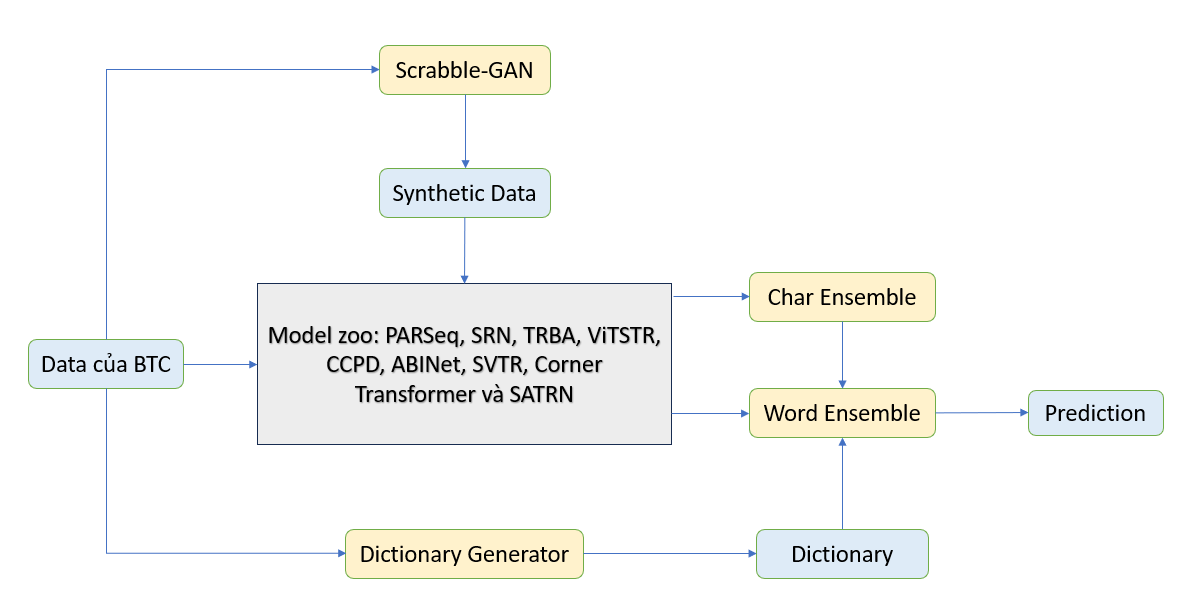 Scrabble-GAN
Synthetic Data
Data của BTC
Model zoo: PARSeq, SRN, TRBA, ViTSTR,
CCPD, ABINet, SVTR, Corner
Transformer và SATRN
Char Ensemble
Word Ensemble
Prediction
Dictionary Generator
Dictionary